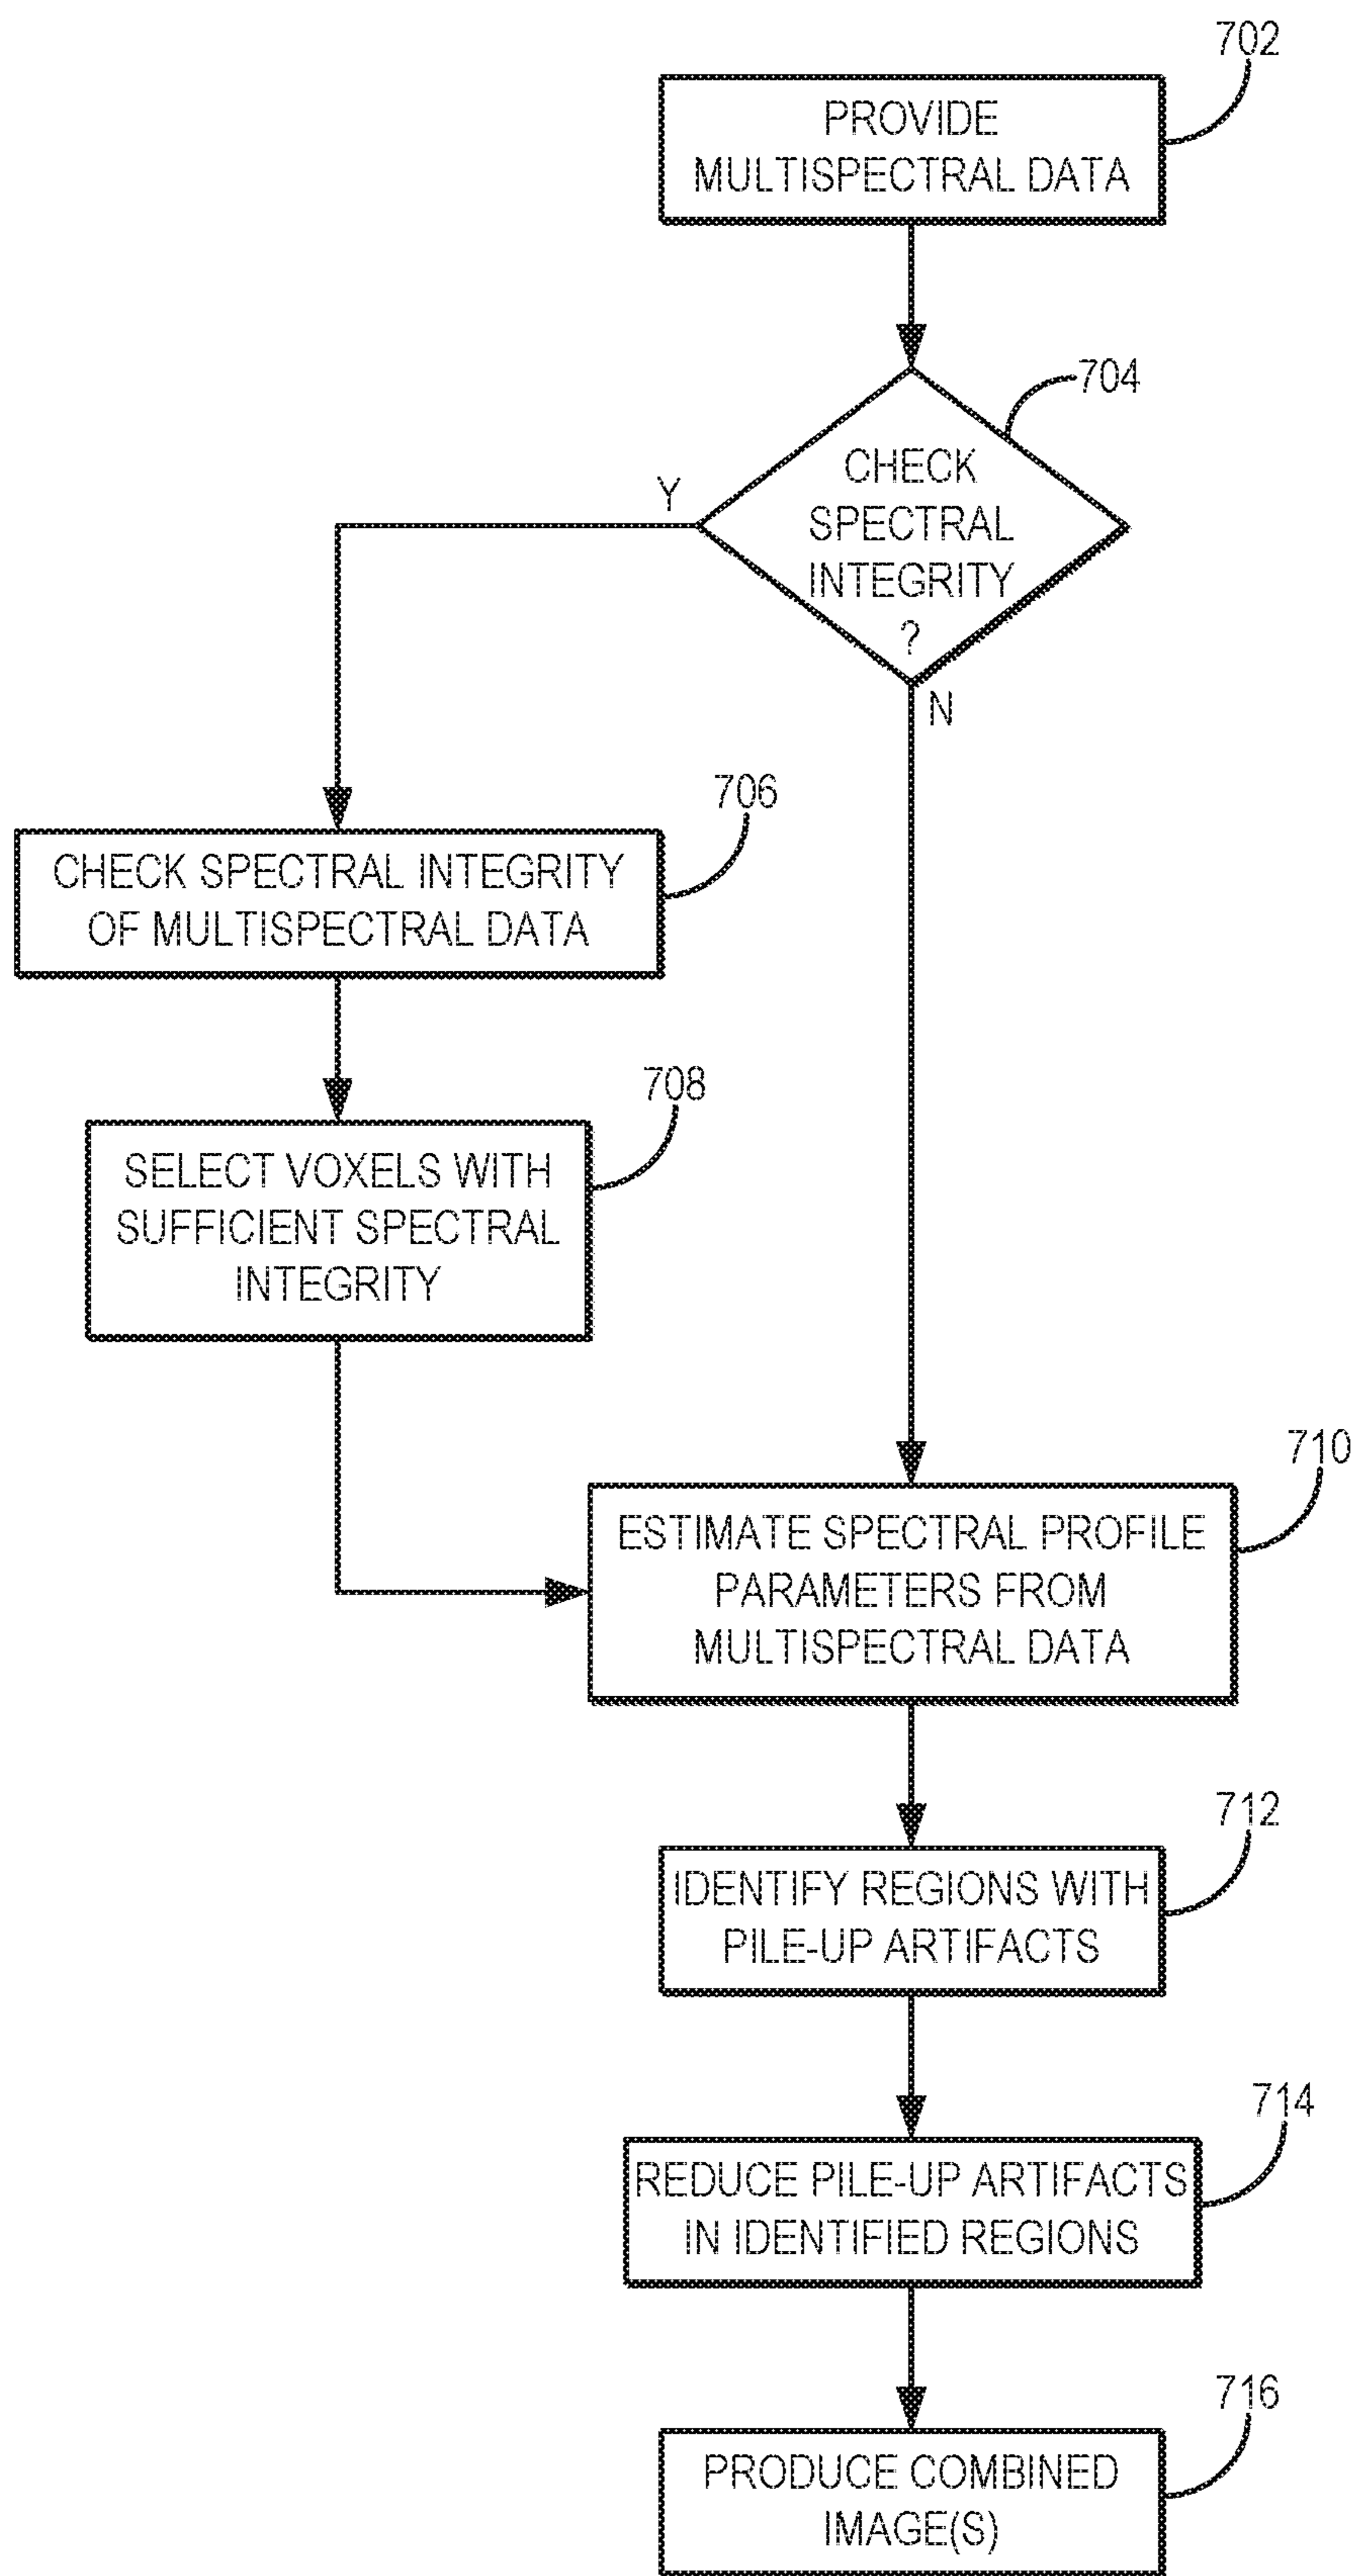 702
PROVIDE
MULTISPECTRAL DATA
704
CHECK
SPECTRAL
INTEGRITY
?
Y
N
706
CHECK SPECTRAL INTEGRITY
OF MULTISPECTRAL DATA
708
SELECT VOXELS WITH
SUFFICIENT SPECTRAL
INTEGRITY
710
ESTIMATE SPECTRAL PROFILE
PARAMETERS FROM
MULTISPECTRAL DATA
712
IDENTIFY REGIONS WITH
PILE-UP ARTIFACTS
714
REDUCE PILE-UP ARTIFACTS
IN IDENTIFIED REGIONS
716
PRODUCE COMBINED
IMAGE(S)